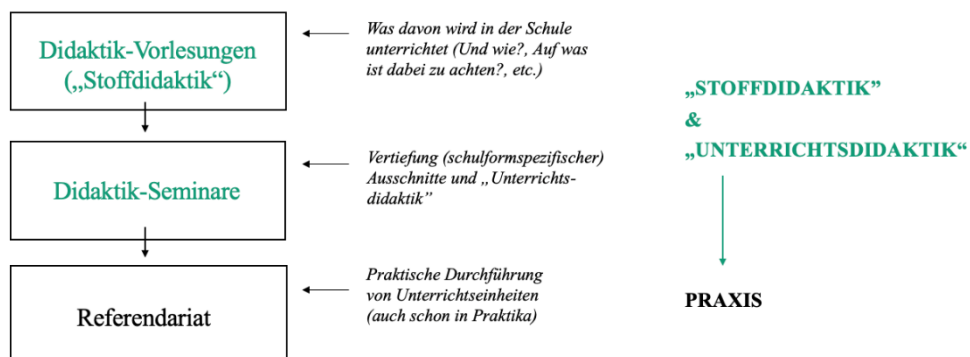 Didaktik-Vorlesungen
(„Stoffdidaktik“)
Was davon wird in der Schule
unterrichtet (Und wie?, Auf was
ist dabei zu achten?, etc.)
Didaktik-Seminare
Vertiefung (schulformspezifischer)
Ausschnitte und „Unterrichts-
didaktik”
Referendariat
Praktische Durchführung
von Unterrichtseinheiten
(auch schon in Praktika)
„STOFFDIDAKTIK”
&
„UNTERRICHTSDIDAKTIK“
PRAXIS